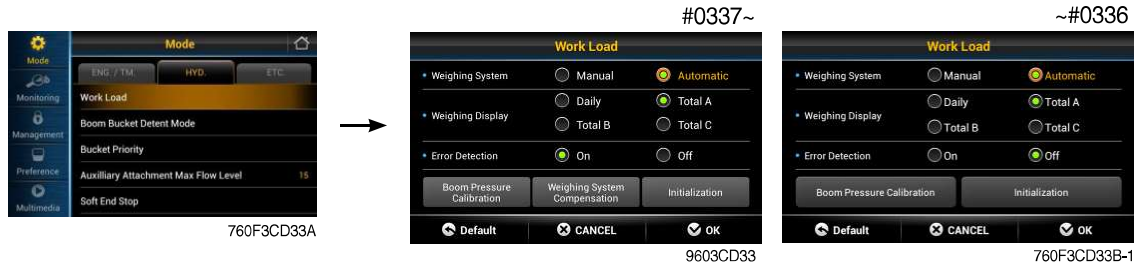 #0337~
~#0336
Mode
Mode
ENG. / TM.
HYD.
ETC.
Monitoring
Work Load
Boom Bucket Detent Mode
Management
Bucket Priority
Preference
Auxilliary Attachment Max Flow Level 15
Multimedia
Soft End Stop
760F3CD33A
Work Load
• Weighing System Manual Automatic
• Weighing Display Daily Total A
Total B Total C
• Error Detection On Off
Boom Pressure
Calibration
Weighing System
Compensation
Initialization
Default CANCEL OK
9603CD33
Work Load
• Weighing System Manual Automatic
• Weighing Display Daily Total A
Total B Total C
• Error Detection On Off
Boom Pressure Calibration Initialization
Default CANCEL OK
760F3CD33B-1